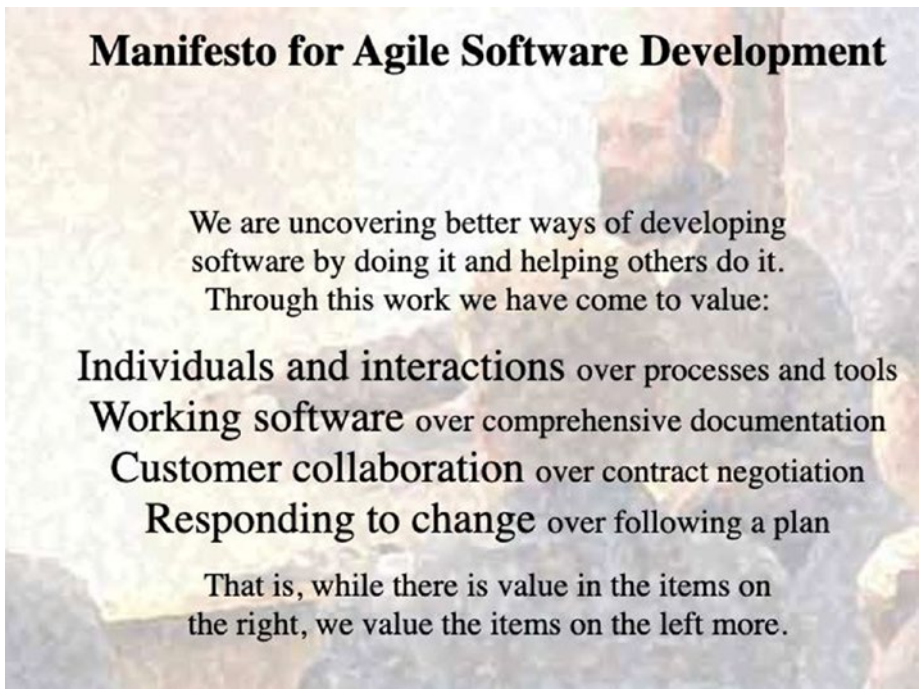 Manifesto for Agile Software Development
We are uncovering better ways of developing
software by doing it and helping others do it.
Through this work we have come to value:
Individuals and interactions over processes and tools
Working software over comprehensive documentation
Customer collaboration over contract negotiation
Responding to change over following a plan
That is, while there is value in the items on
the right, we value the items on the left more.